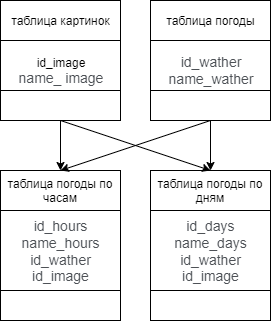 таблица картинок
id_image
name_ image
таблица погоды
id_wather
name_wather
таблица погоды по
часам
id_hours
name_hours
id_wather
id_image
таблица погоды по
дням
id_days
name_days
id_wather
id_image